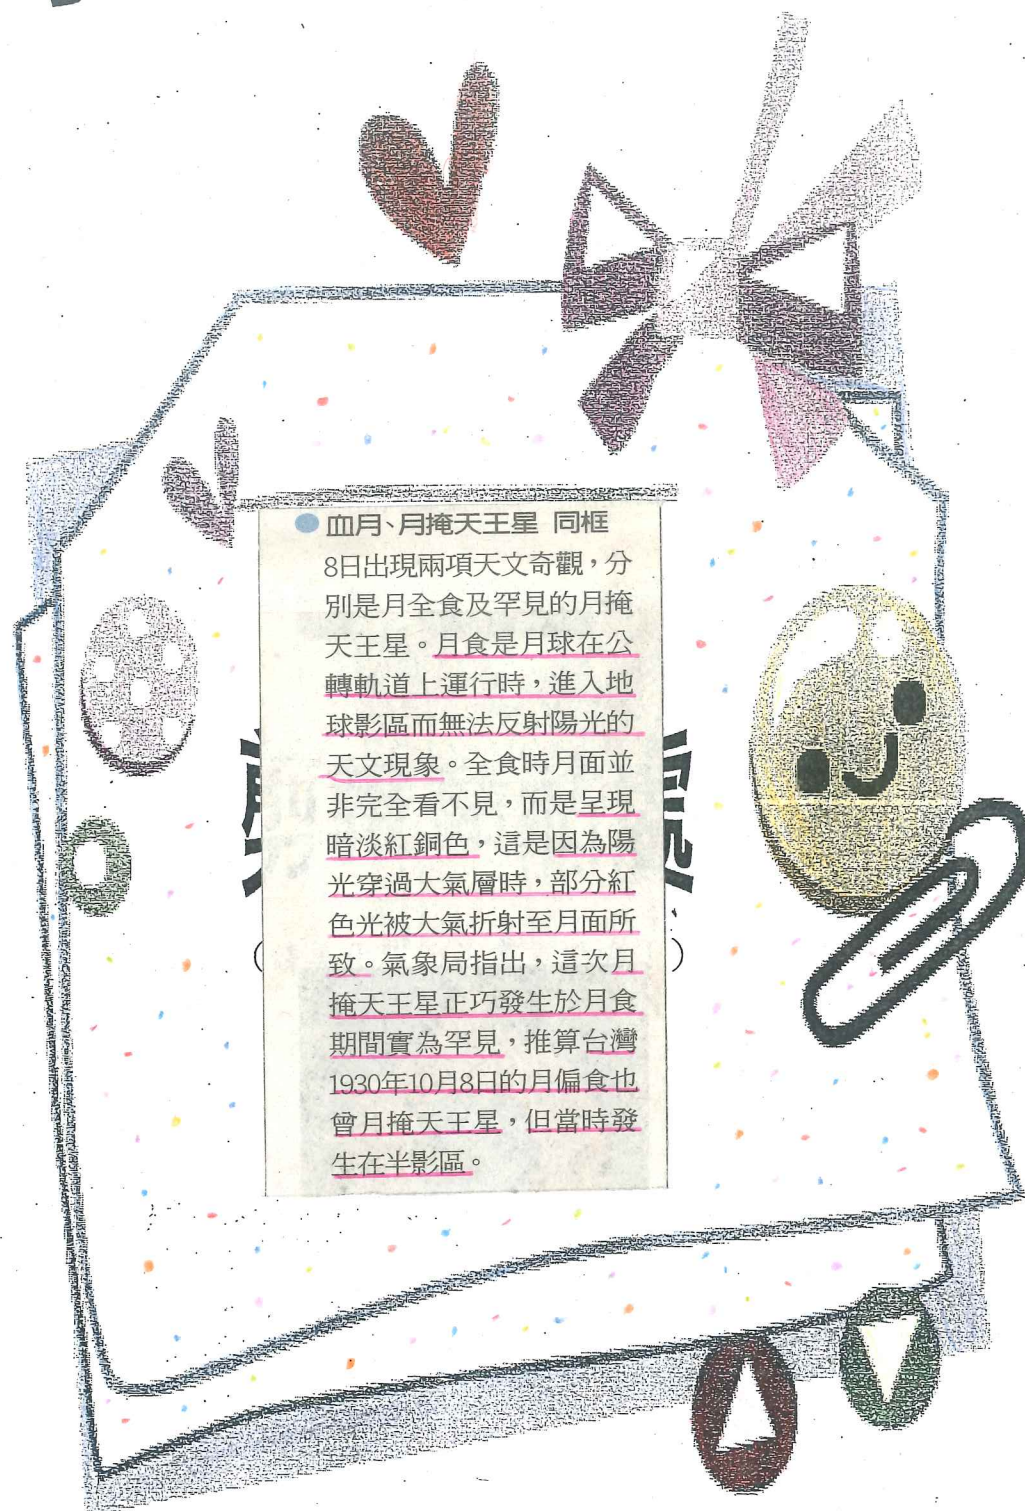 血月、月掩天王星 同框
8日出現兩項天文奇觀，分
別是月全食及罕見的月掩
天王星。月食是月球在公
轉軌道上運行時，進入地
球影區而無法反射陽光的
天文現象。全食時月面並
非完全看不見，而是呈現
暗淡紅銅色，這是因為陽
光穿過大氣層時，部分紅
色光被大氣折射至月面所
致。氣象局指出，這次月
掩天王星正巧發生於月食
期間實為罕見，推算台灣
1930年10月8日的月偏食也
曾月掩天王星，但當時發
生在半影區。